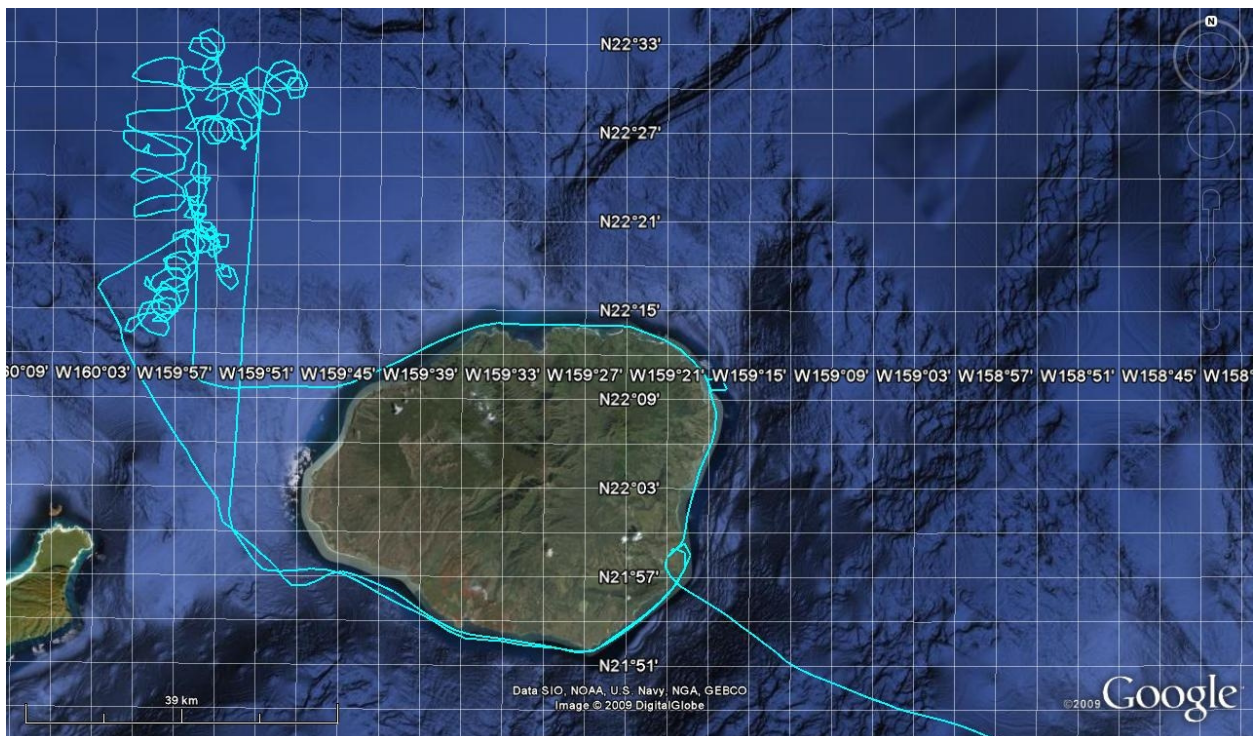 N
N22°33'
N22°27'
N22°21'
N22°15'
60°09' W160°03' W159°57' W159°51' W159°45' W159°39' W159°33' W159°27' W159°21' W159°15' W159°09' W159°03' W158°57' W158°51' W158°45' W158°
N22°09'
N22°03'
N21°57'
N21°51'
39 km
Data SIO, NOAA, U.S. Navy, NGA, GEBCO
Image © 2009 DigitalGlobe
©2009 Google